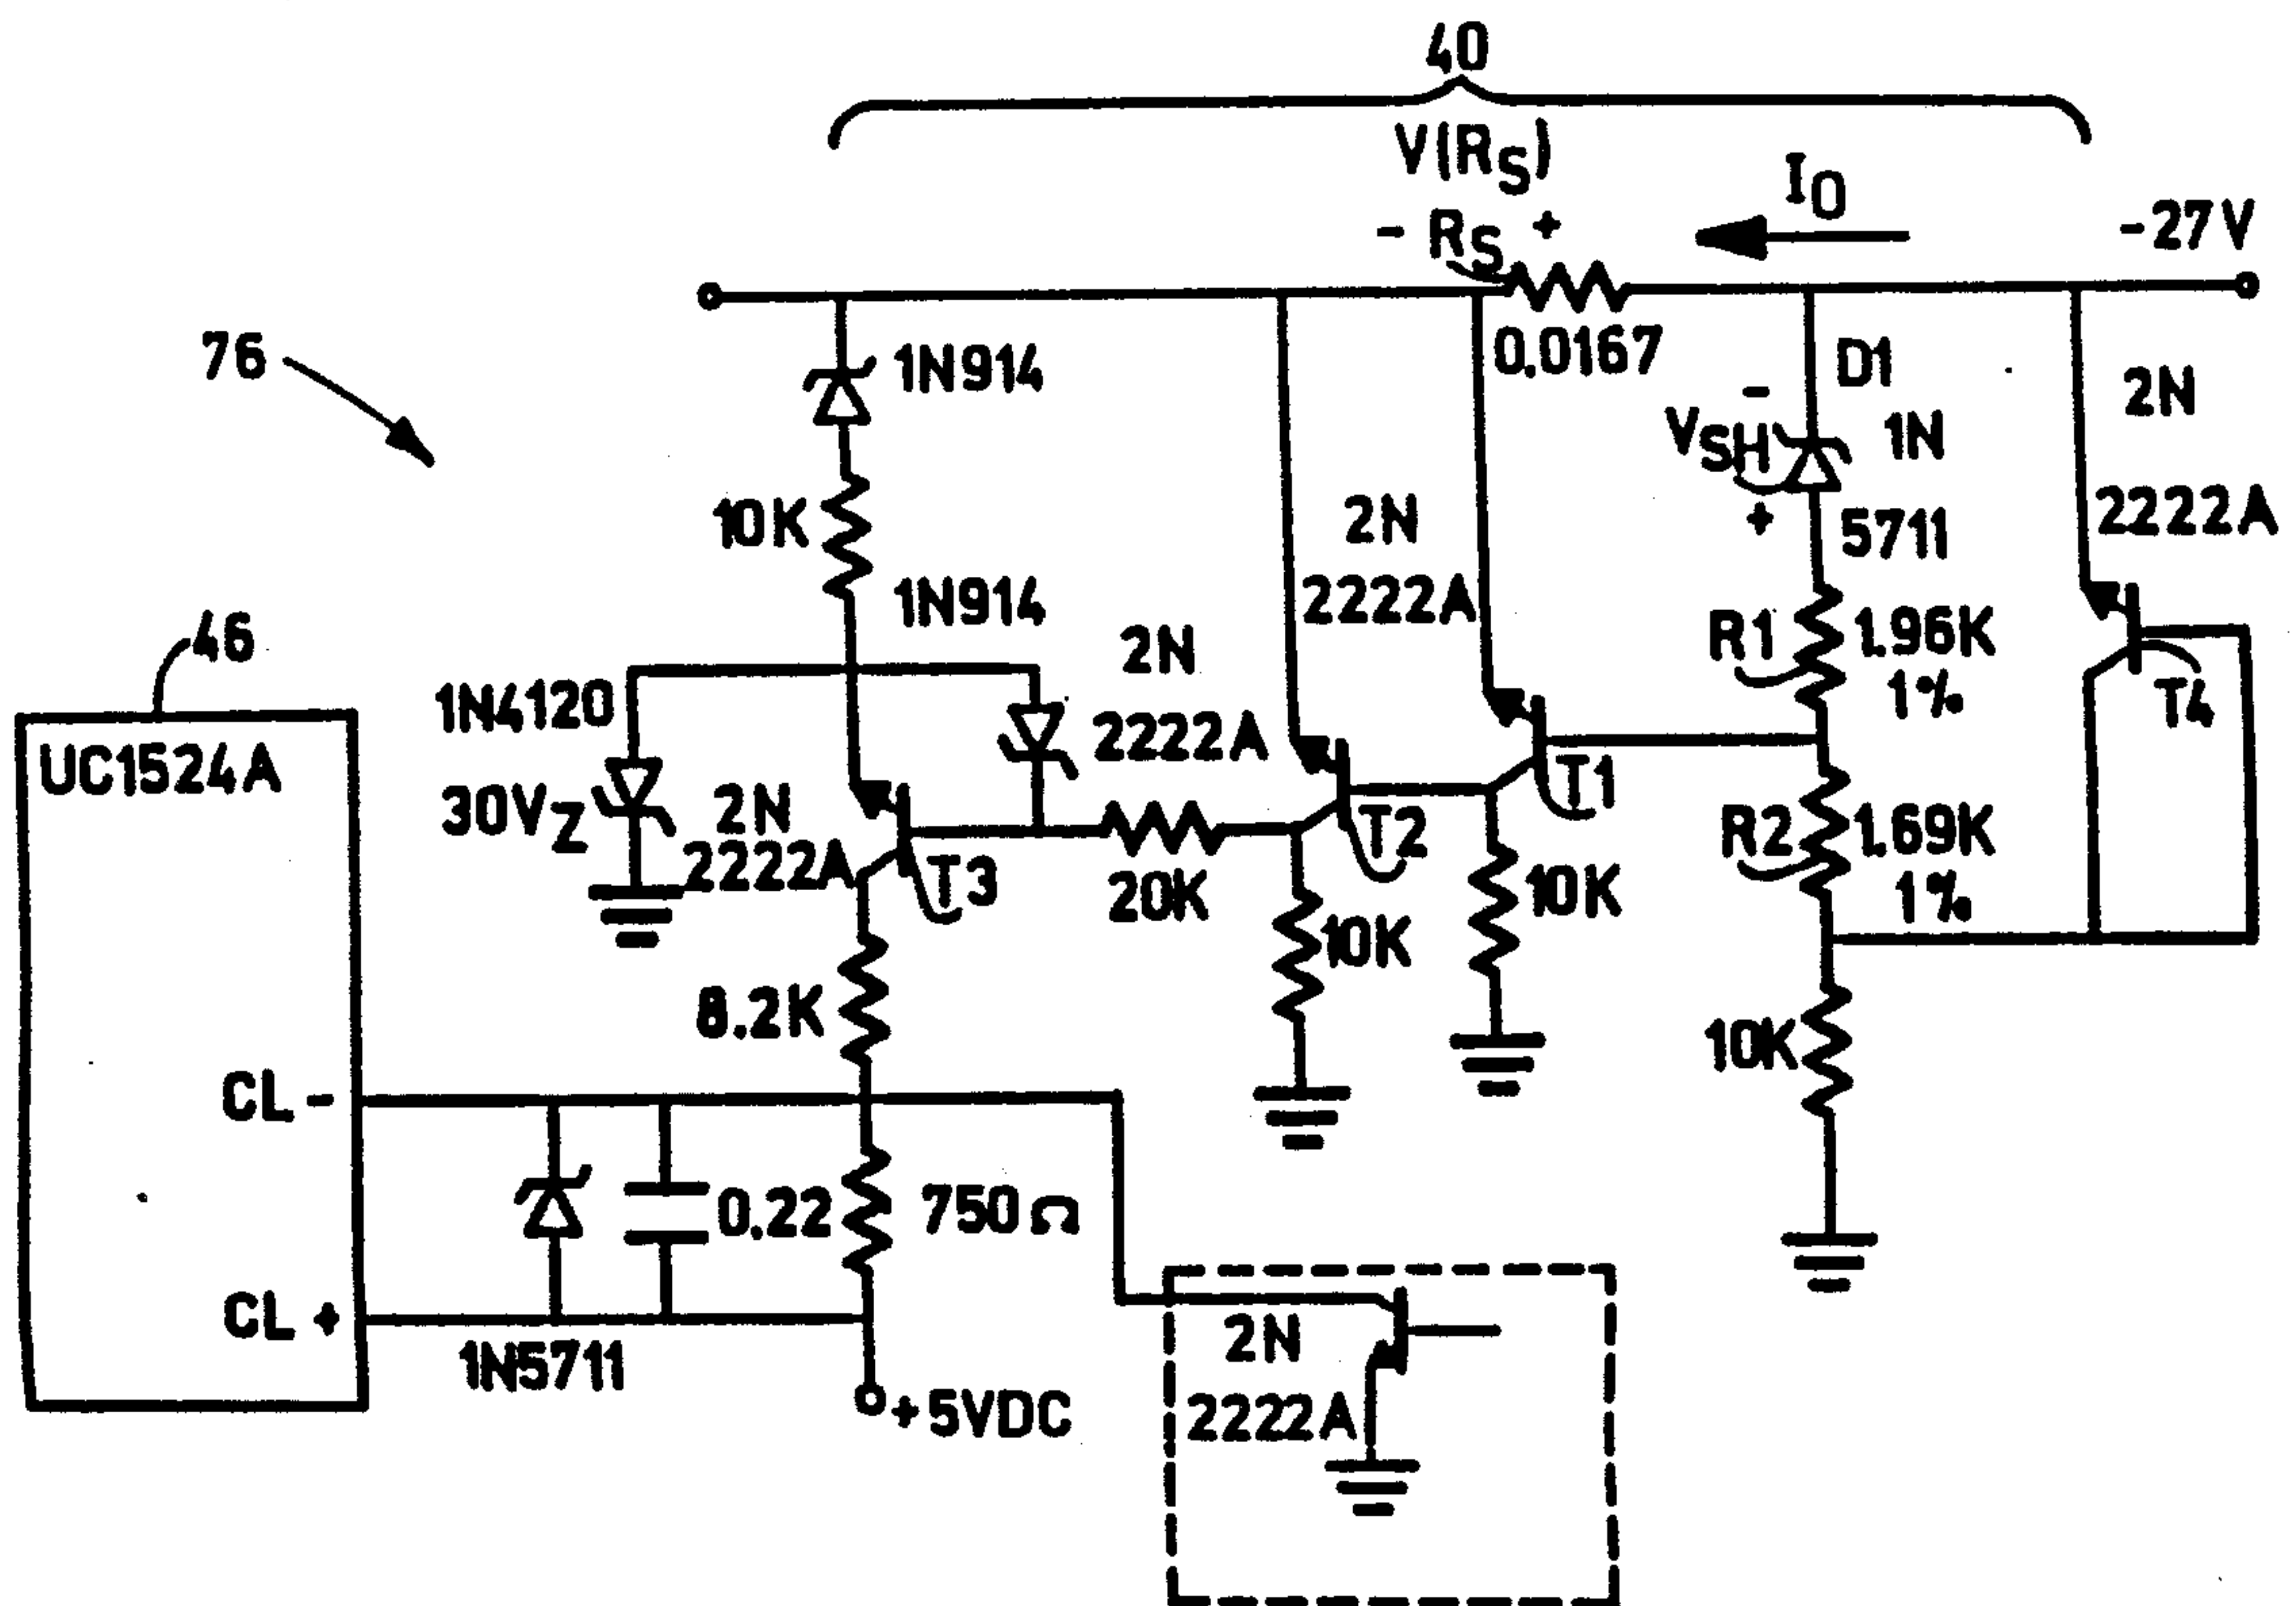 40
V(RS)
- RS +
IO
-27V
76
1N914
0.0167
D1
-
VSH
+
1N
5711
2N
2222A
10K
1N914
2N
2222A
R1
1.96K
1%
T4
46
1N4120
30VZ
2N
2222A
UC1524A
2N
2222A
T3
T2
T1
R2
1.69K
1%
20K
10K
10K
8.2K
10K
CL -
0.22
750Ω
CL +
1N5711
+5VDC
2N
2222A